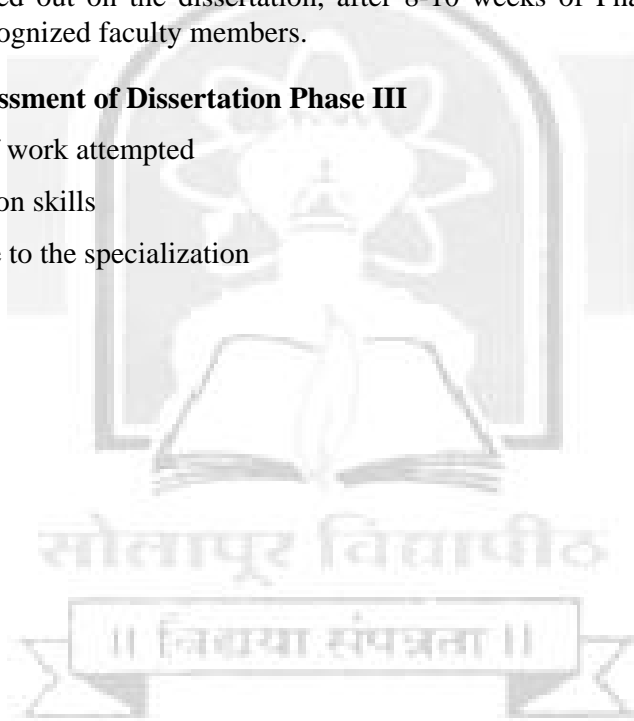 ed out on the dissertation, after 8-10 weeks of Pha
ognized faculty members.
ssment of Dissertation Phase III
work attempted
on skills
to the specialization
सोलापूर विद्यापीठ
|| विद्यया संपन्नता ||